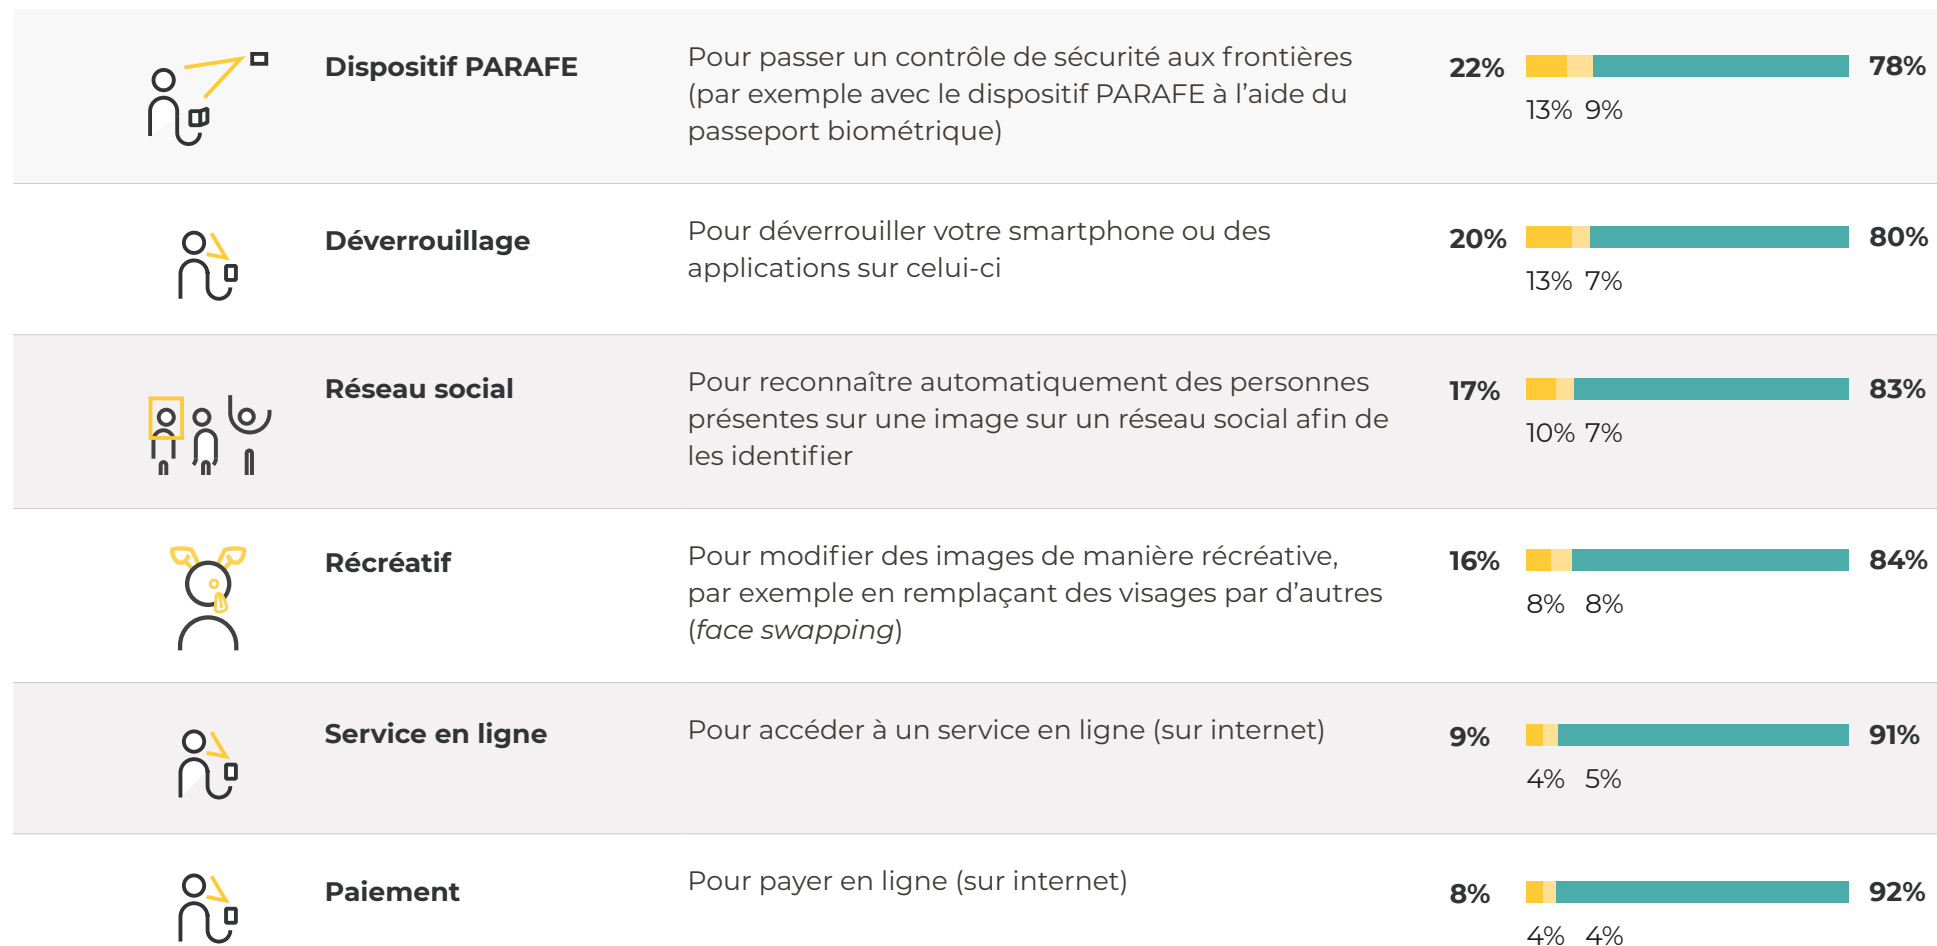 Dispositif PARAFE
Pour passer un contrôle de sécurité aux frontières
(par exemple avec le dispositif PARAFE à l’aide du
passeport biométrique)
22% 78%
13% 9%
Déverrouillage
Pour déverrouiller votre smartphone ou des
applications sur celui-ci
20% 80%
13% 7%
Réseau social
Pour reconnaître automatiquement des personnes
présentes sur une image sur un réseau social afin de
les identifier
17% 83%
10% 7%
Récréatif
Pour modifier des images de manière récréative,
par exemple en remplaçant des visages par d’autres
(face swapping)
16% 84%
8% 8%
Service en ligne
Pour accéder à un service en ligne (sur internet)
9% 91%
4% 5%
Paiement
Pour payer en ligne (sur internet)
8% 92%
4% 4%